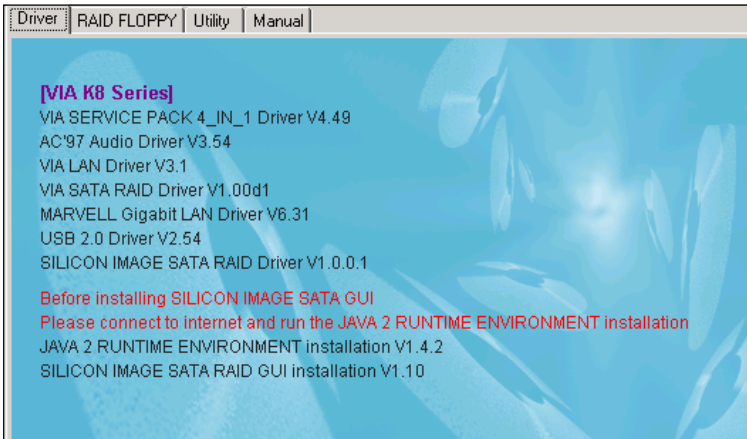 Driver RAID FLOPPY Utility Manual
[VIA K8 Series]
VIA SERVICE PACK 4_IN_1 Driver V4.49
AC'97 Audio Driver V3.54
VIA LAN Driver V3.1
VIA SATA RAID Driver V1.00d1
MARVELL Gigabit LAN Driver V6.31
USB 2.0 Driver V2.54
SILICON IMAGE SATA RAID Driver V1.0.0.1
Before installing SILICON IMAGE SATA GUI
Please connect to internet and run the JAVA 2 RUNTIME ENVIRONMENT installation
JAVA 2 RUNTIME ENVIRONMENT installation V1.4.2
SILICON IMAGE SATA RAID GUI installation V1.10